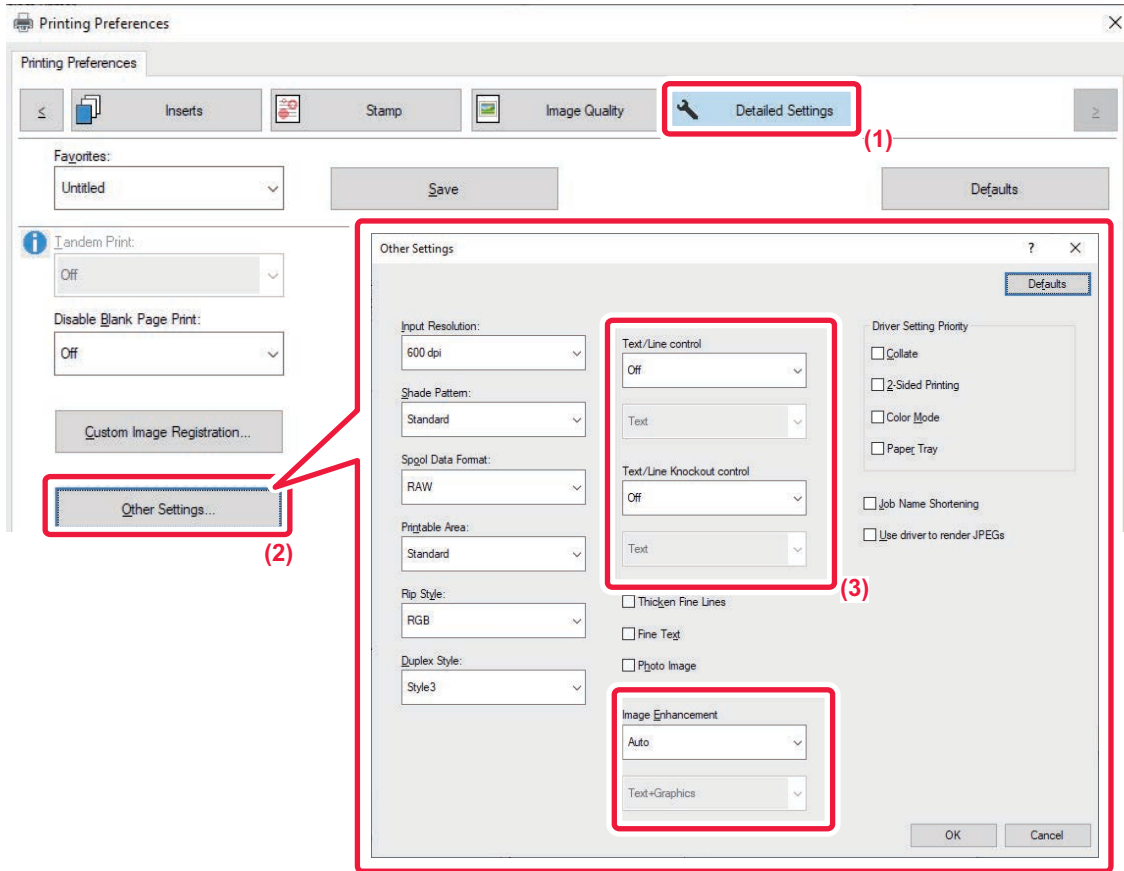 Printing Preferences
Printing Preferences
< Inserts Stamp Image Quality Detailed Settings >
(1)
Favorites:
Untitled Save Defaults
Tandem Print:
Off
Disable Blank Page Print:
Off
Custom Image Registration...
Other Settings...
(2)
Other Settings ?
Defaults
Input Resolution:
600 dpi
Shade Pattern:
Standard
Spool Data Format:
RAW
Printable Area:
Standard
Rip Style:
RGB
Duplex Style:
Style3
Text/Line control
Off
Text
Text/Line Knockout control
Off
Text
(3)
Thicken Fine Lines
Fine Text
Photo Image
Image Enhancement
Auto
Text+Graphics
Driver Setting Priority
Collate
2-Sided Printing
Color Mode
Paper Tray
Job Name Shortening
Use driver to render JPEGs
OK Cancel